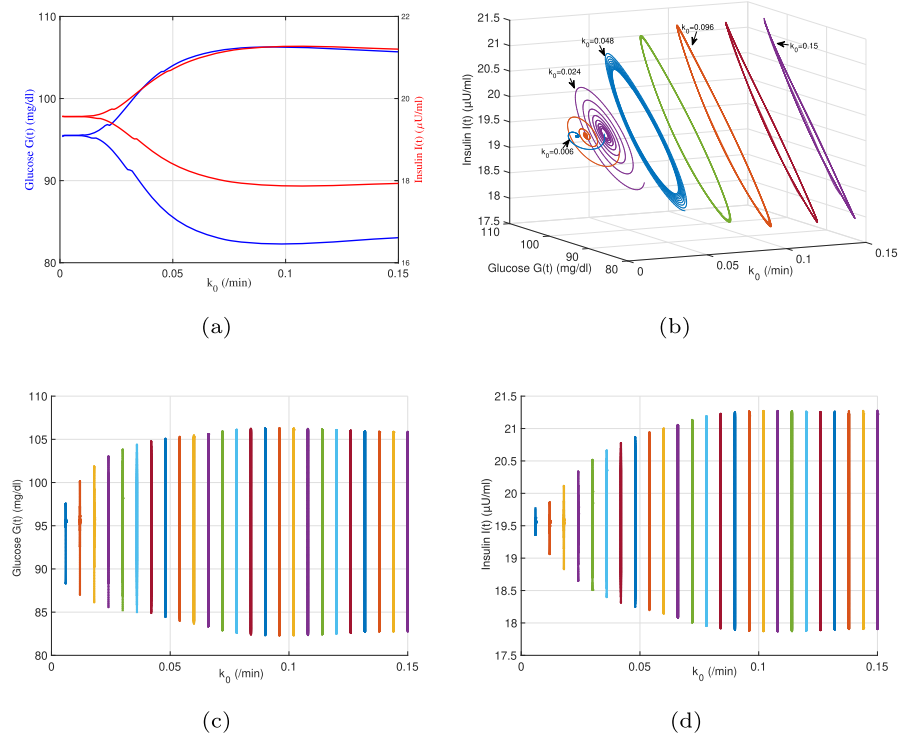 110
100
90
80
Glucose G(t) (mg/dl)
22
20
18
16
Insulin I(t) (μU/ml)
0
0.05
0.1
0.15
k0 (/min)
(a)
21.5
21
20.5
20
19.5
19
18.5
18
17.5
Insulin I(t) (μU/ml)
k0=0.006
k0=0.024
k0=0.048
k0=0.096
k0=0.15
110
100
90
80
Glucose G(t) (mg/dl)
0
0.05
0.1
0.15
k0 (/min)
(b)
110
105
100
95
90
85
80
Glucose G(t) (mg/dl)
0
0.05
0.1
0.15
k0 (/min)
(c)
21.5
21
20.5
20
19.5
19
18.5
18
17.5
Insulin I(t) (μU/ml)
0
0.05
0.1
0.15
k0 (/min)
(d)